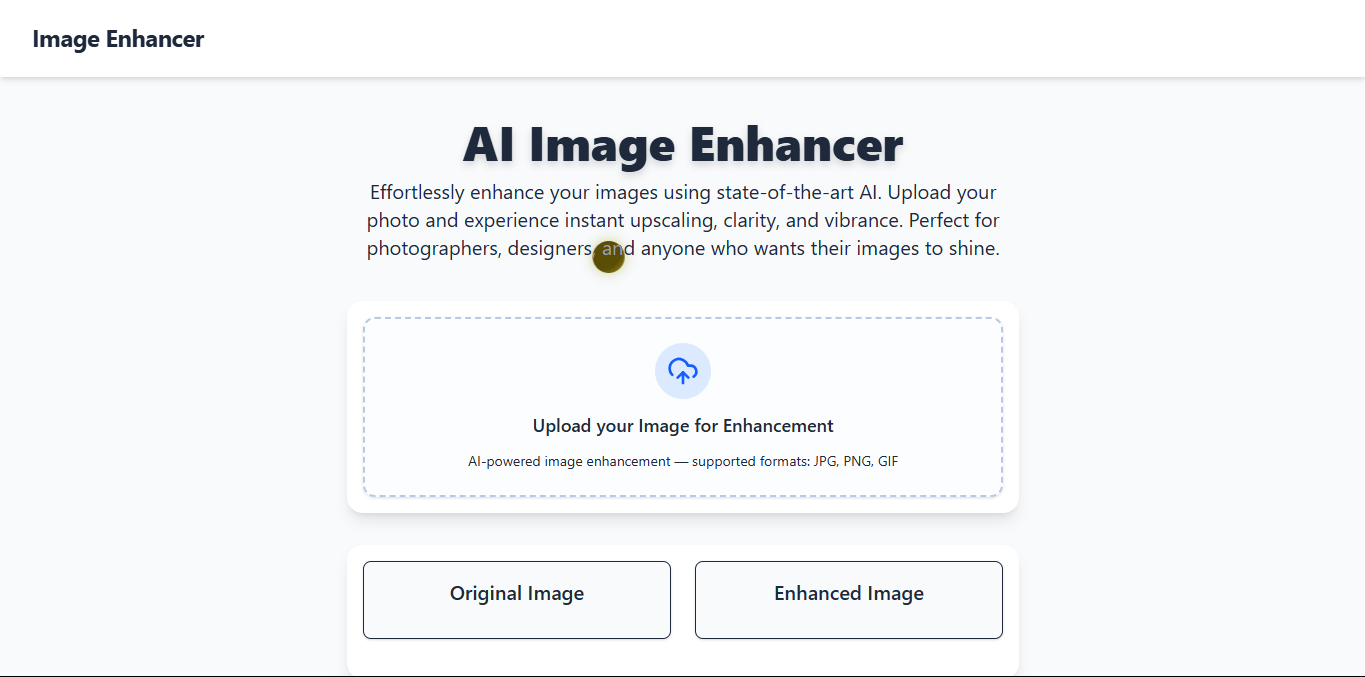 Image Enhancer
AI Image Enhancer
Effortlessly enhance your images using state-of-the-art AI. Upload your
photo and experience instant upscaling, clarity, and vibrance. Perfect for
photographers, designers, and anyone who wants their images to shine.
Upload your Image for Enhancement
AI-powered image enhancement — supported formats: JPG, PNG, GIF
Original Image
Enhanced Image